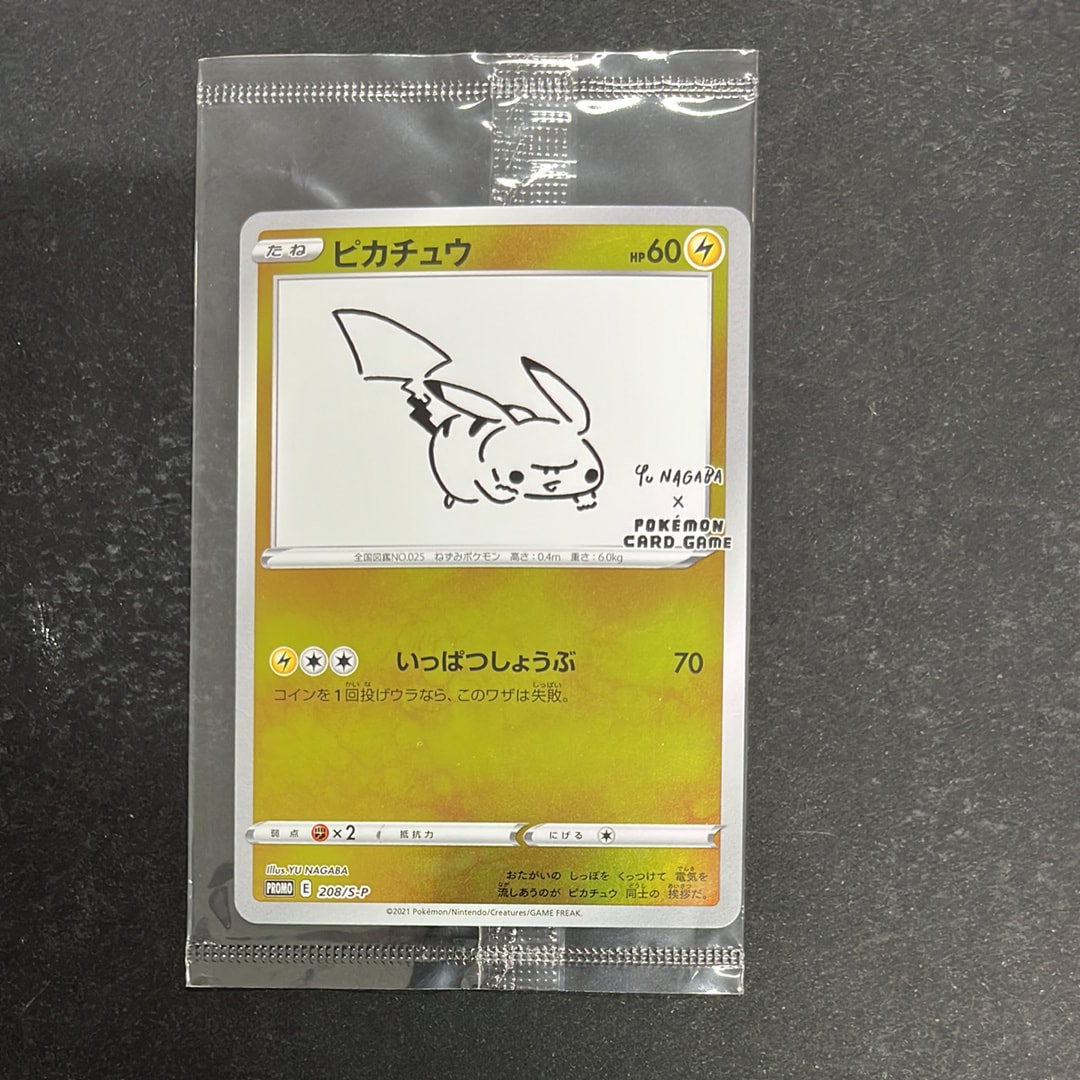 たね ピカチュウ HP60
Yu NAGABA
×
POKÉMON
CARD GAME
全国図鑑NO.025 ねずみポケモン 高さ:0.4m 重さ:6.0kg
いっぱつしょうぶ 70
コインを1回投げウラなら、このワザは失敗。
弱点 ×2 抵抗力 にげる
Illus.YU NAGABA
PROMO E 208/S-P
おたがいの しっぽを くっつけて 電気を
流しあうのが ピカチュウ 同士の 挨拶だ。
©2021 Pokémon/Nintendo/Creatures/GAME FREAK.